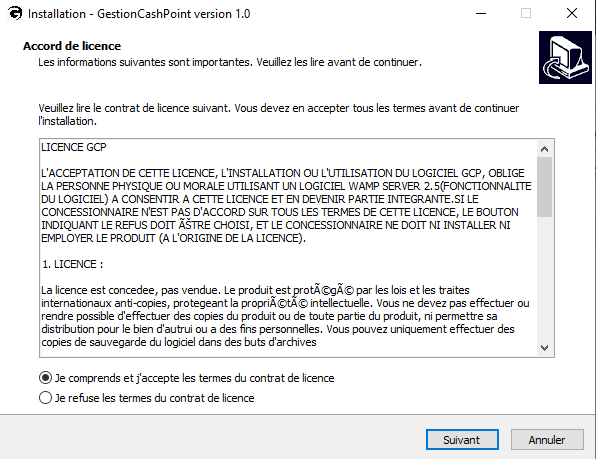 Installation - GestionCashPoint version 1.0
Accord de licence
Les informations suivantes sont importantes. Veuillez les lire avant de continuer.
Veuillez lire le contrat de licence suivant. Vous devez en accepter tous les termes avant de continuer
l'installation.
LICENCE GCP
L'ACCEPTATION DE CETTE LICENCE, L'INSTALLATION OU L'UTILISATION DU LOGICIEL GCP, OBLIGE
LA PERSONNE PHYSIQUE OU MORALE UTILISANT UN LOGICIEL WAMP SERVER 2.5(FONCTIONNALITE
DU LOGICIEL) A CONSENTIR A CETTE LICENCE ET EN DEVENIR PARTIE INTEGRANTE.SI LE
CONCESSIONNAIRE N'EST PAS D'ACCORD SUR TOUS LES TERMES DE CETTE LICENCE, LE BOUTON
INDIQUANT LE REFUS DOIT ÃŠTRE CHOISI, ET LE CONCESSIONNAIRE NE DOIT NI INSTALLER NI
EMPLOYER LE PRODUIT (A L'ORIGINE DE LA LICENCE).
1. LICENCE :
La licence est concedee, pas vendue. Le produit est protÃ©gÃ© par les lois et les traites
internationaux anti-copies, protegeant la propriÃ©tÃ© intellectuelle. Vous ne devez pas effectuer ou
rendre possible d'effectuer des copies du produit ou de toute partie du produit, ni permettre sa
distribution pour le bien d'autrui ou a des fins personnelles. Vous pouvez uniquement effectuer des
copies de sauvegarde du logiciel dans des buts d'archives
Je comprends et j'accepte les termes du contrat de licence
Je refuse les termes du contrat de licence
Suivant
Annuler